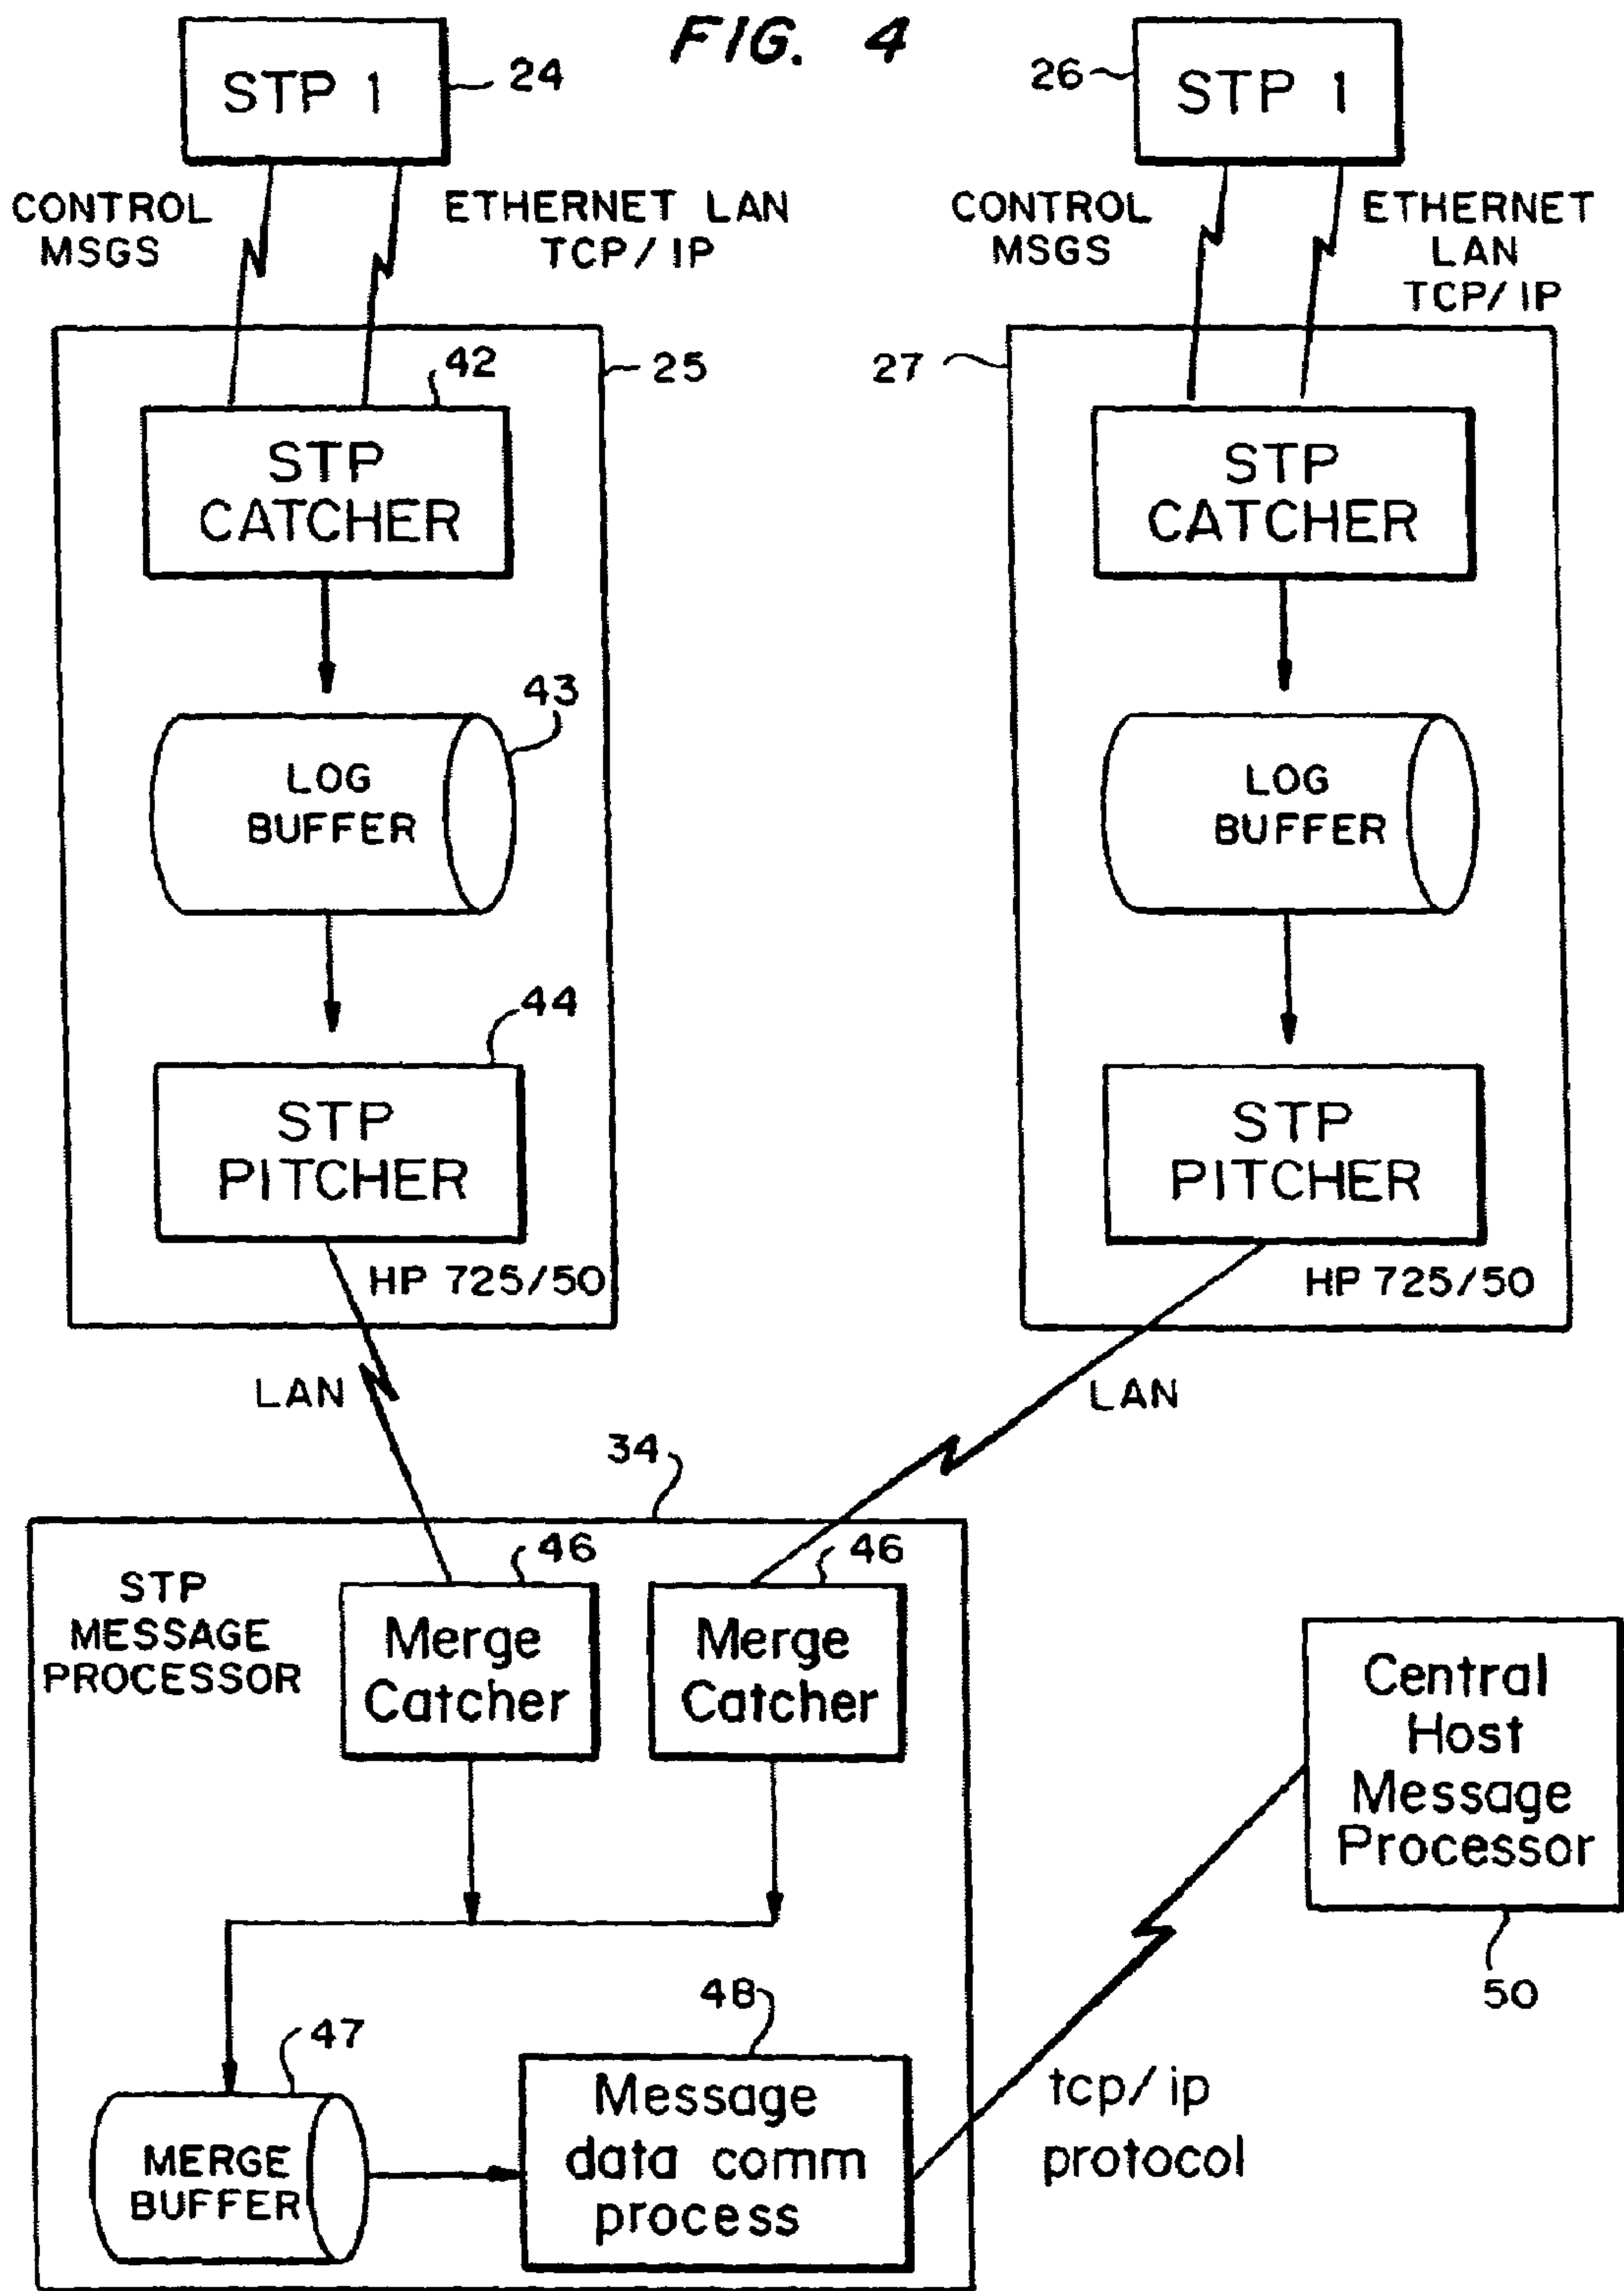 FIG. 4
STP 1
24
26
STP 1
CONTROL
MSGS
ETHERNET LAN
TCP/IP
CONTROL
MSGS
ETHERNET
LAN
TCP/IP
42
25
27
STP
CATCHER
STP
CATCHER
43
LOG
BUFFER
LOG
BUFFER
44
STP
PITCHER
STP
PITCHER
HP 725/50
HP 725/50
LAN
LAN
34
46
46
STP
MESSAGE
PROCESSOR
Merge
Catcher
Merge
Catcher
Central
Host
Message
Processor
50
48
47
MERGE
BUFFER
Message
data comm
process
tcp/ip
protocol